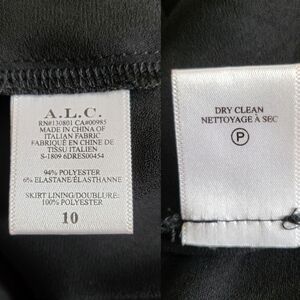 A.L.C.
RN#130801 CA#00985
MADE IN CHINA OF
ITALIAN FABRIC
FABRIQUÉ EN CHINE DE
TISSU ITALIEN
S-1809 6DRES00454
94% POLYESTER
6% ELASTANE/ÉLASTHANNE
SKIRT LINING/DOUBLURE:
100% POLYESTER
10
DRY CLEAN
NETTOYAGE À SEC
P